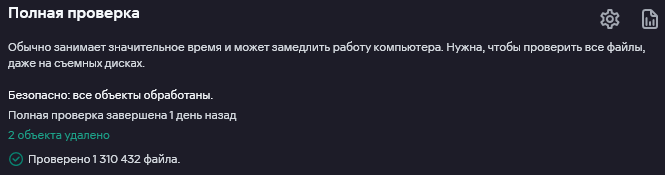 Полная проверка
Обычно занимает значительное время и может замедлить работу компьютера. Нужна, чтобы проверить все файлы,
даже на съемных дисках.
Безопасно: все объекты обработаны.
Полная проверка завершена 1 день назад
2 объекта удалено
Проверено 1 310 432 файла.